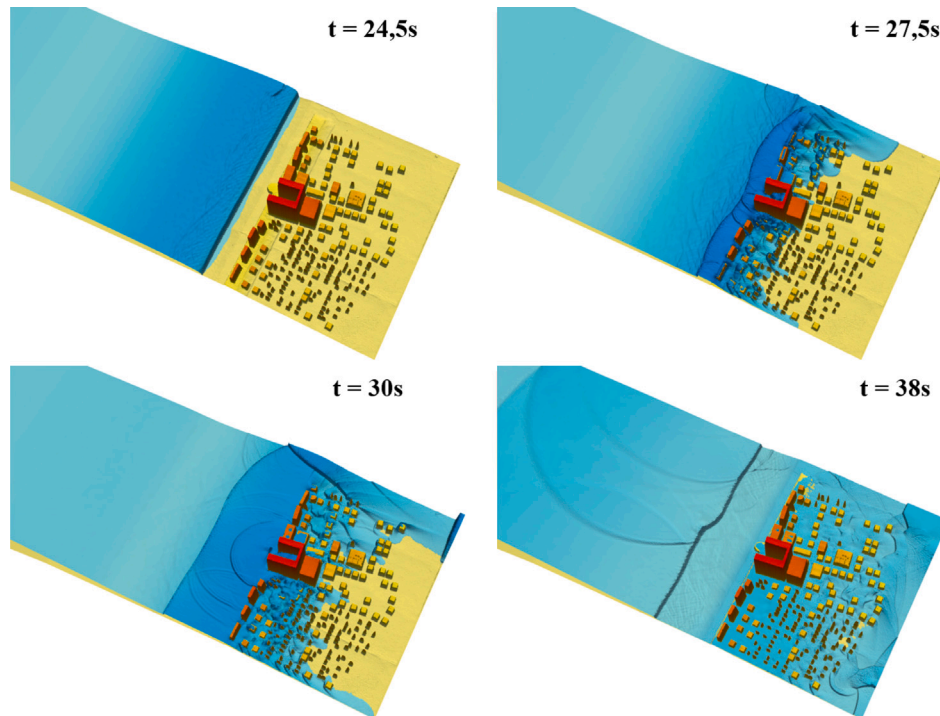 t = 24,5s
t = 27,5s
t = 30s
t = 38s